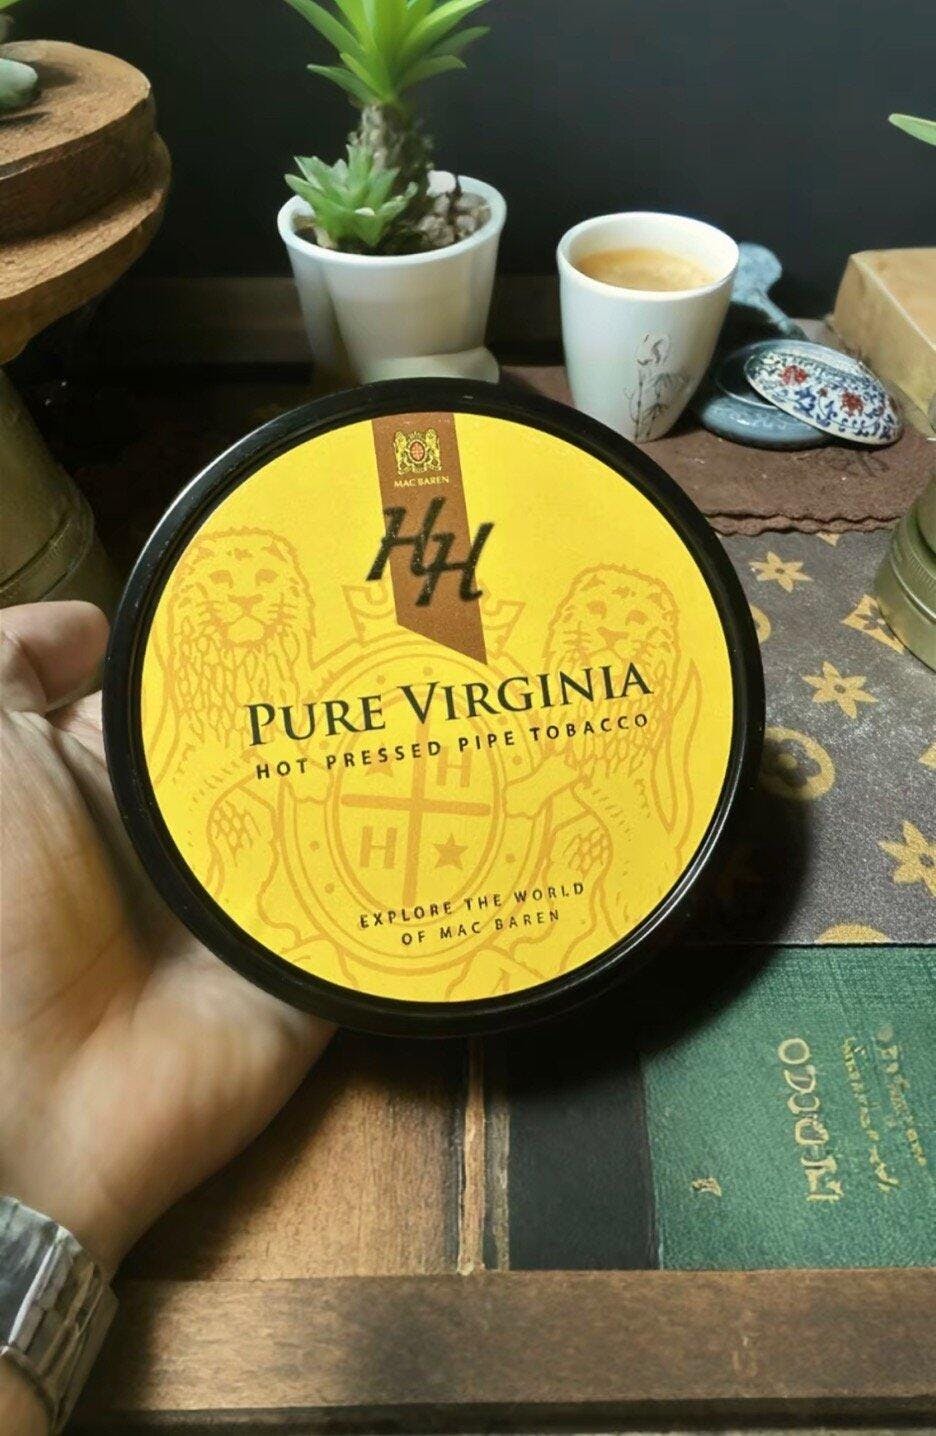 MAC BAREN
HH
PURE VIRGINIA
HOT PRESSED PIPE TOBACCO
H
H
EXPLORE THE WORLD
OF MAC BAREN